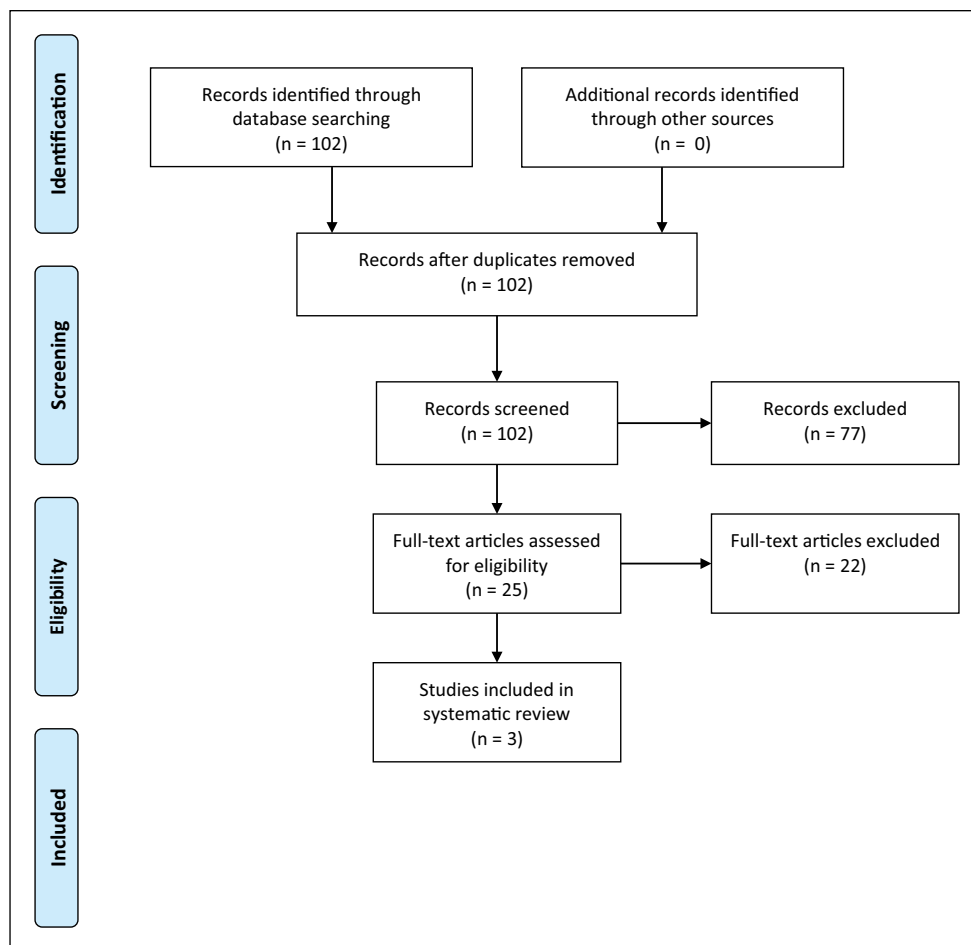 Identification
Records identified through
database searching
(n = 102)
Additional records identified
through other sources
(n = 0)
Records after duplicates removed
(n = 102)
Screening
Records screened
(n = 102)
Records excluded
(n = 77)
Eligibility
Full-text articles assessed
for eligibility
(n = 25)
Full-text articles excluded
(n = 22)
Studies included in
systematic review
(n = 3)
Included